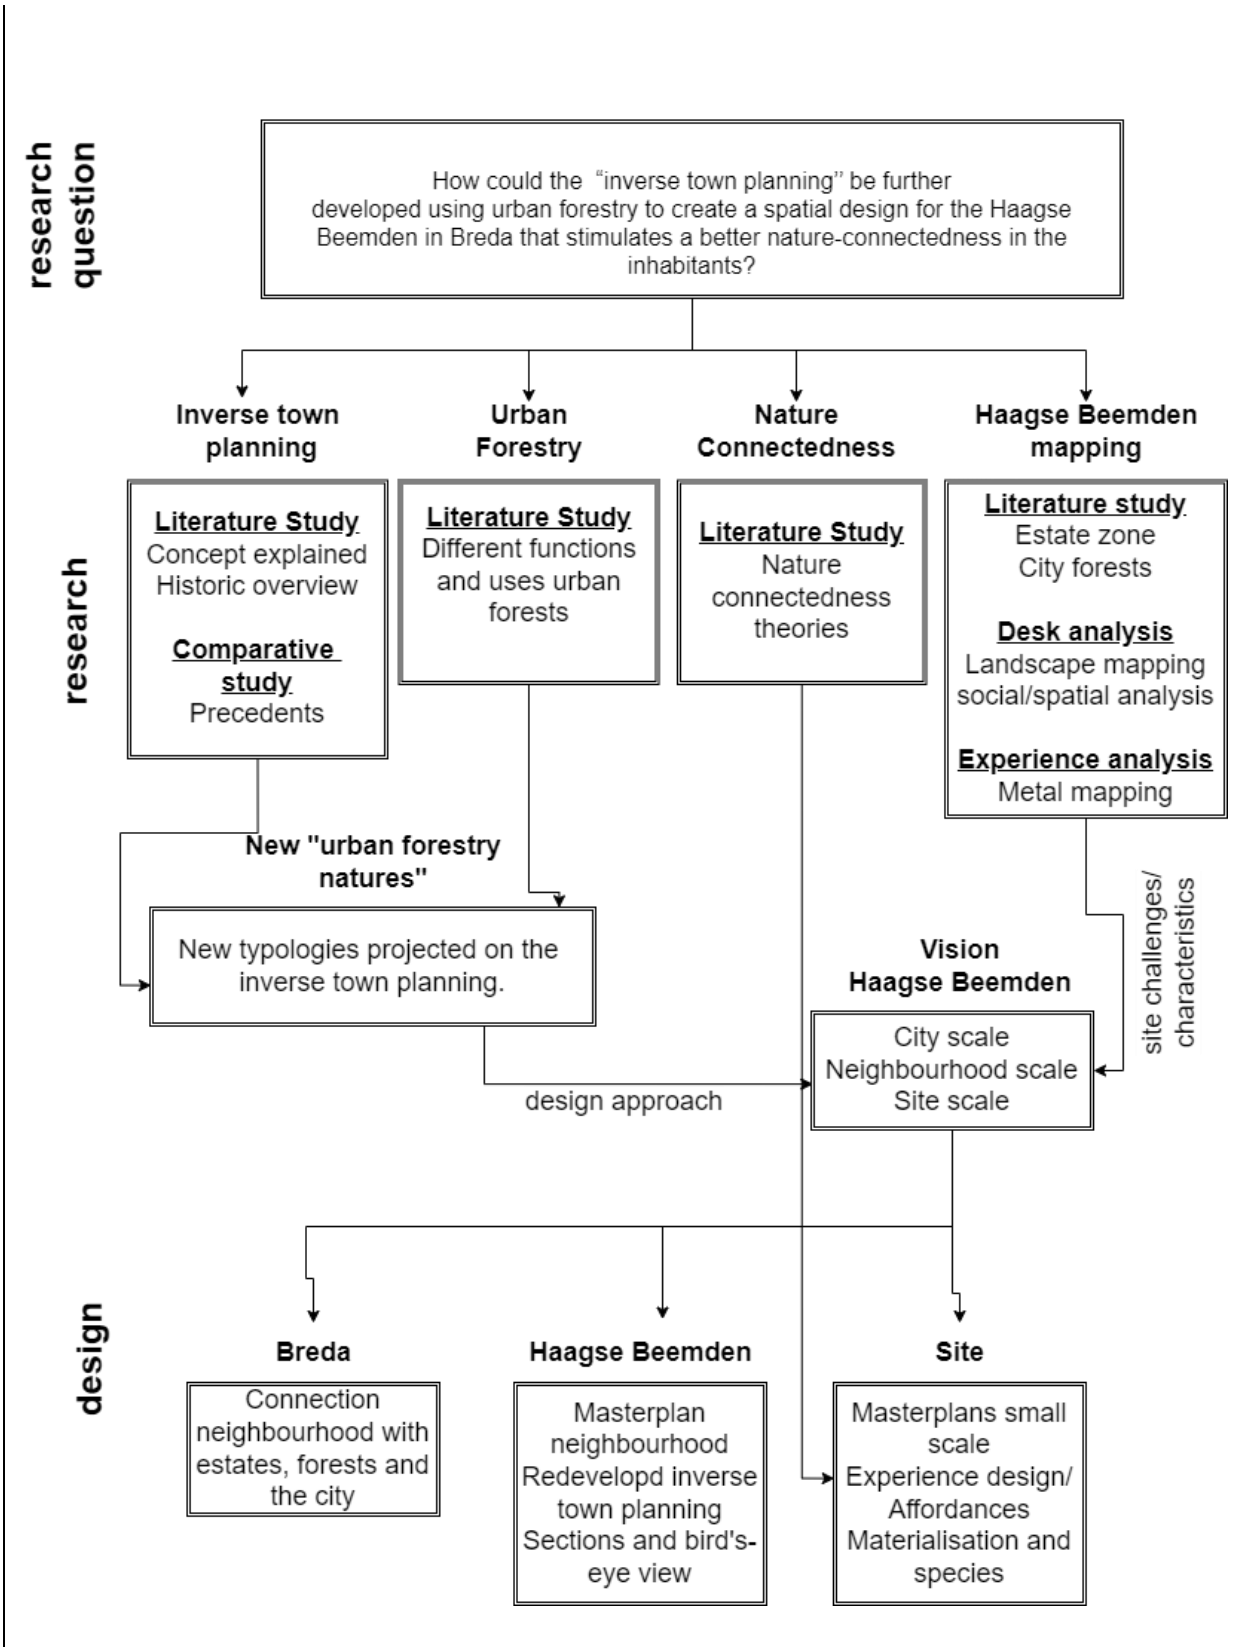 research
question
How could the “inverse town planning” be further
developed using urban forestry to create a spatial design for the Haagse
Beemden in Breda that stimulates a better nature-connectedness in the
inhabitants?
research
Inverse town
planning
Literature Study
Concept explained
Historic overview
Comparative
study
Precedents
Urban
Forestry
Literature Study
Different functions
and uses urban
forests
Nature
Connectedness
Literature Study
Nature
connectedness
theories
Haagse Beemden
mapping
Literature study
Estate zone
City forests
Desk analysis
Landscape mapping
social/spatial analysis
Experience analysis
Metal mapping
New "urban forestry
natures"
New typologies projected on the
inverse town planning.
design approach
site challenges/
characteristics
Vision
Haagse Beemden
City scale
Neighbourhood scale
Site scale
design
Breda
Connection
neighbourhood with
estates, forests and
the city
Haagse Beemden
Masterplan
neighbourhood
Redevelopd inverse
town planning
Sections and bird's-
eye view
Site
Masterplans small
scale
Experience design/
Affordances
Materialisation and
species